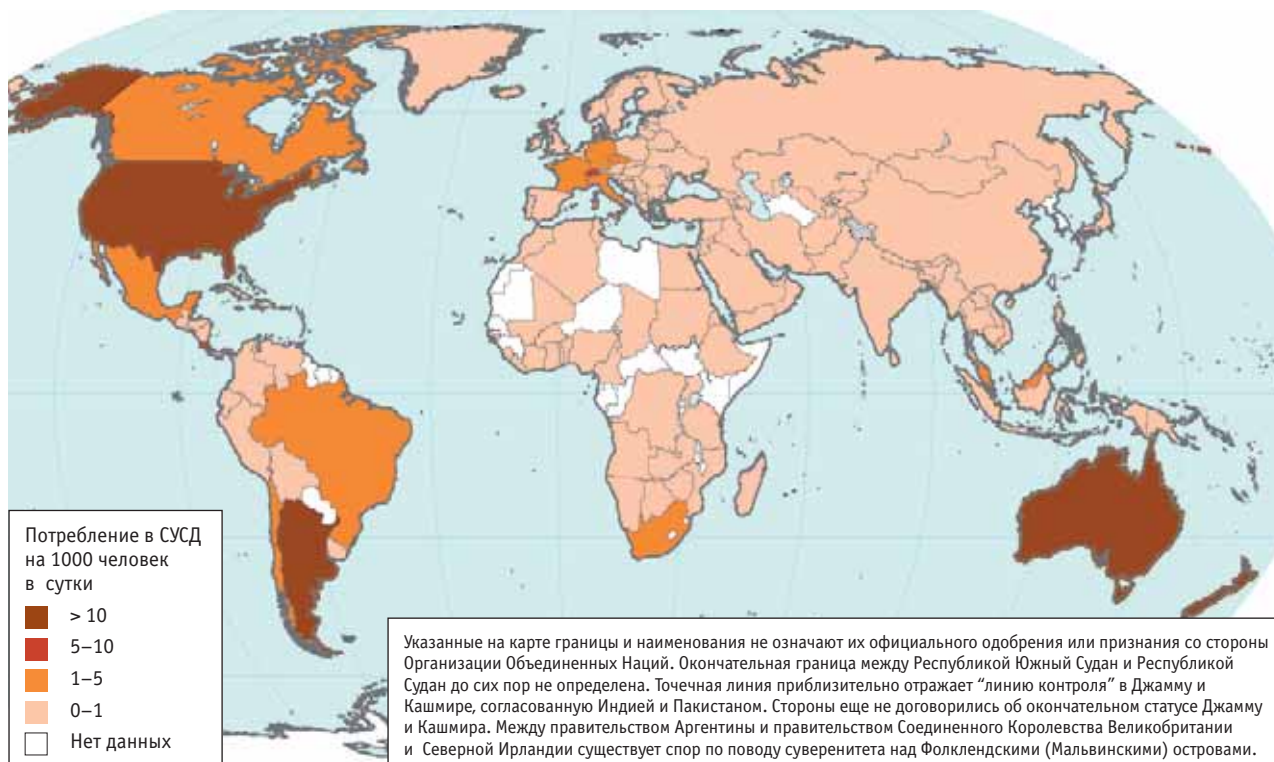 Потребление в СУСД
на 1000 человек
в сутки
> 10
5–10
1–5
0–1
Нет данных
Указанные на карте границы и наименования не означают их официального одобрения или признания со стороны
Организации Объединенных Наций. Окончательная граница между Республикой Южный Судан и Республикой
Судан до сих пор не определена. Точечная линия приблизительно отражает “линию контроля” в Джамму и
Кашмире, согласованную Индией и Пакистаном. Стороны еще не договорились об окончательном статусе Джамму
и Кашмира. Между правительством Аргентины и правительством Соединенного Королевства Великобритании
и Северной Ирландии существует спор по поводу суверенитета над Фолклендскими (Мальвинскими) островами.